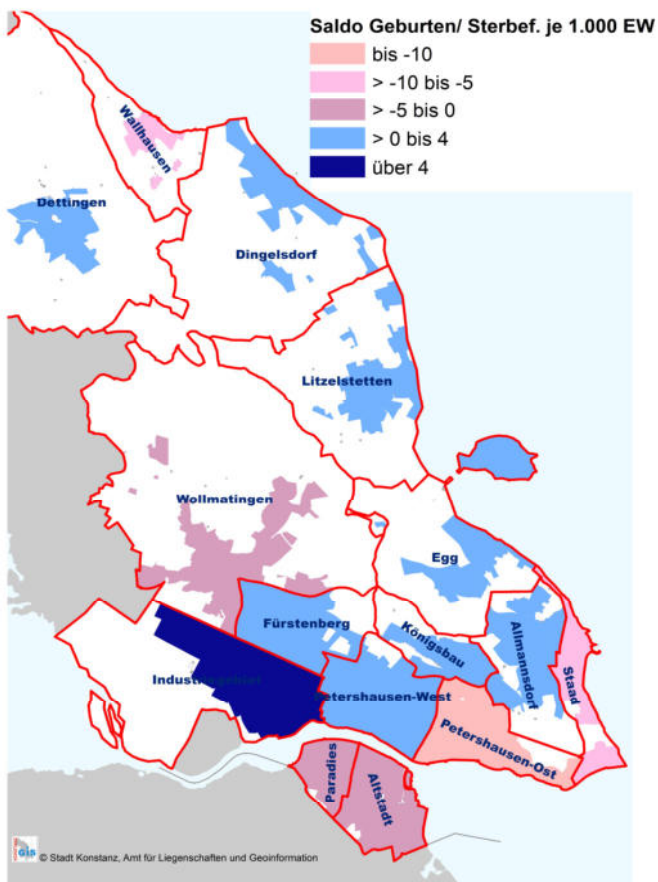 Saldo Geburten/ Sterbef. je 1.000 EW
bis -10
> -10 bis -5
> -5 bis 0
> 0 bis 4
über 4
Wallhausen
Dettingen
Dingelsdorf
Litzelstetten
Wollmatingen
Egg
Fürstenberg
Königsbau
Allmannsdorf
Staad
Industriegebiet
Petershausen-West
Petershausen-Ost
Paradies
Altstadt
GIS
© Stadt Konstanz, Amt für Liegenschaften und Geoinformation